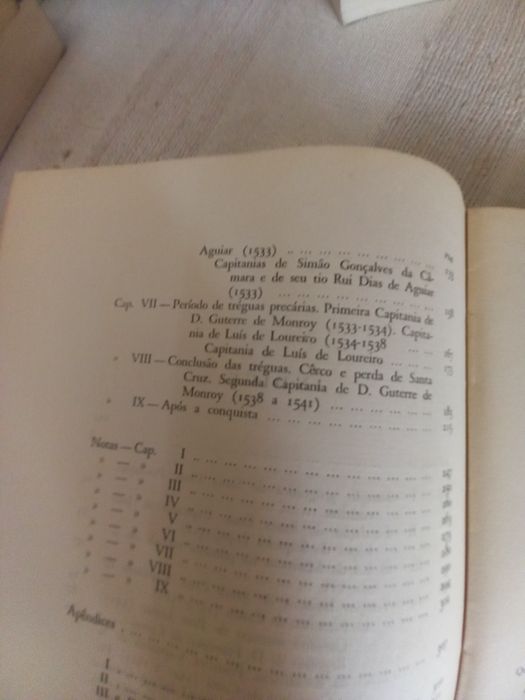 Aguiar (1533) .. ... ... ... ... ... ... ... ...
Capitanias de Simão Gonçalves da Câ-
mara e de seu tio Rui Dias de Aguiar
(1533) ... ... ... ... ... ... ... ... ...
Cap. VII — Período de tréguas precárias. Primeira Capitania de
D. Guterre de Monroy (1533-1534). Capita-
nia de Luís de Loureiro (1534-1538 ... ...
Capitania de Luís de Loureiro ... ... ...
» VIII — Conclusão das tréguas. Cêrco e perda de Santa
Cruz. Segunda Capitania de D. Guterre de
Monroy (1538 a 1541) ... ... ... ... ... ...
» IX — Após a conquista ... ... ... ... ... ... ...
Notas — Cap. I .. ... ... ... ... ... ... ... ...
» — » II .. ... ... ... ... ... ... ... ...
» — » III .. ... ... ... ... ... ... ... ...
» — » IV .. ... ... ... ... ... ... ... ...
» — » V .. ... ... ... ... ... ... ... ...
» — » VI .. ... ... ... ... ... ... ... ...
» — » VII .. ... ... ... ... ... ... ... ...
» — » VIII .. ... ... ... ... ... ... ... ...
» — » IX .. ... ... ... ... ... ... ... ...
Apêndices . ... ... ... ... ... ... ... ... ...
I ... ... ... ... ... ... ... ... ...
II ... ... ... ... ... ... ... ... ...
III ... ... ... ... ... ... ... ... ...